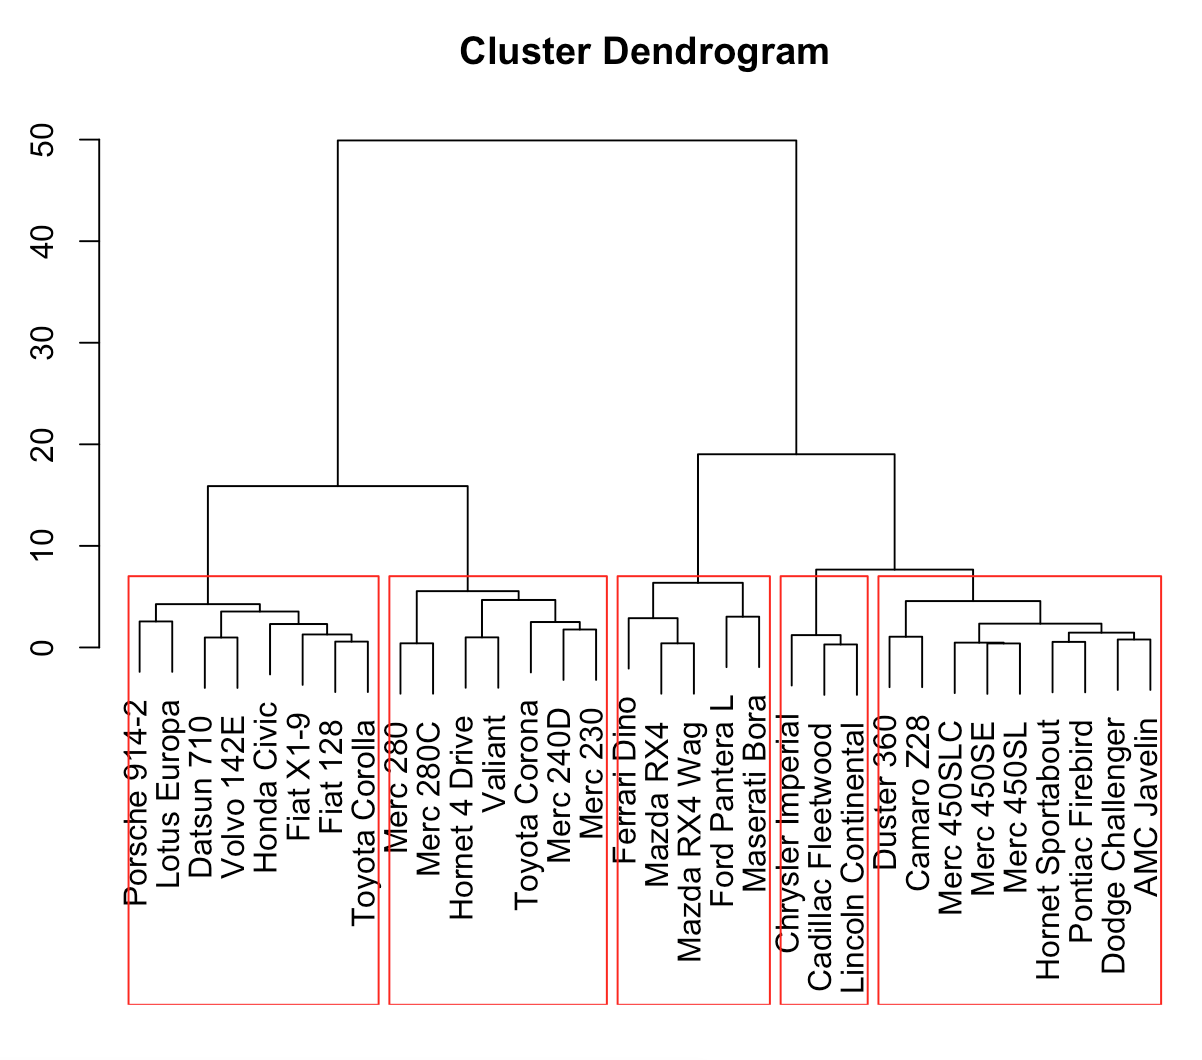 Cluster Dendrogram
50
40
30
20
10
0
Porsche 914-2
Lotus Europa
Datsun 710
Volvo 142E
Honda Civic
Fiat X1-9
Fiat 128
Toyota Corolla
Merc 280
Merc 280C
Hornet 4 Drive
Valiant
Toyota Corona
Merc 240D
Merc 230
Ferrari Dino
Mazda RX4
Mazda RX4 Wag
Ford Pantera L
Maserati Bora
Chrysler Imperial
Cadillac Fleetwood
Lincoln Continental
Duster 360
Camaro Z28
Merc 450SLC
Merc 450SE
Merc 450SL
Hornet Sportabout
Pontiac Firebird
Dodge Challenger
AMC Javelin